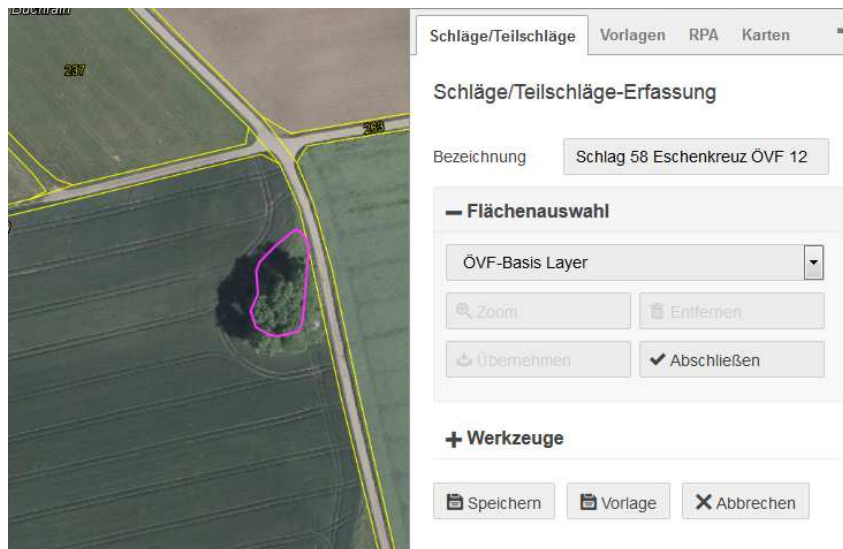 Buchrain
237
263
Schläge/Teilschläge Vorlagen RPA Karten
Schläge/Teilschläge-Erfassung
Bezeichnung Schlag 58 Eschenkreuz ÖVF 12
Flächenauswahl
ÖVF-Basis Layer
Zoom Entfernen
Übernehmen Abschließen
Werkzeuge
Speichern Vorlage Abbrechen